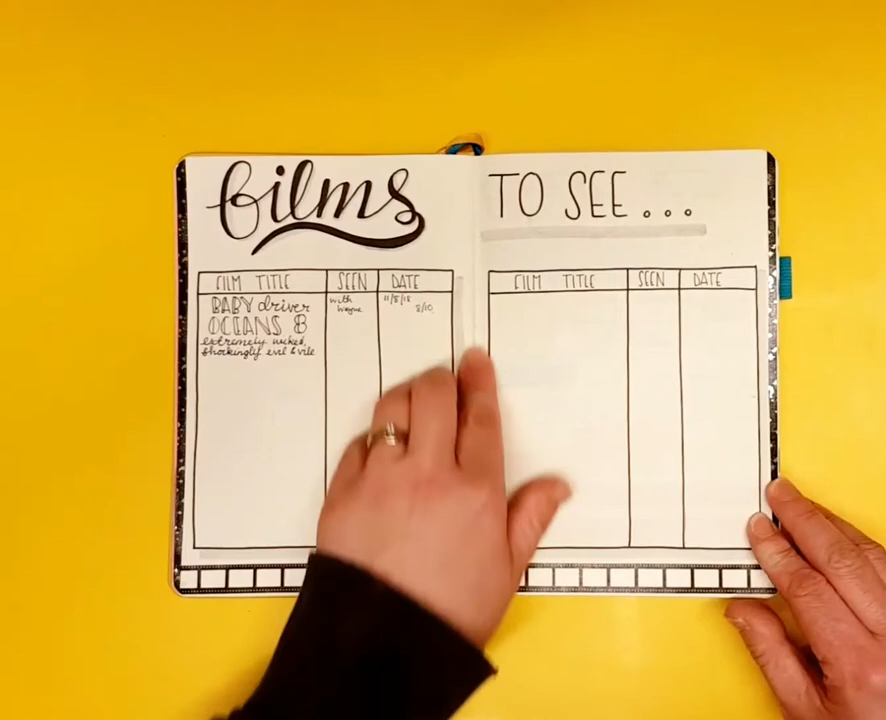 films TO SEE...
FILM TITLE SEEN DATE
BABY driver with wayne 11/8/18 8/10
OCEANS 8
extremely wicked,
shockingly evil & vile
FILM TITLE SEEN DATE